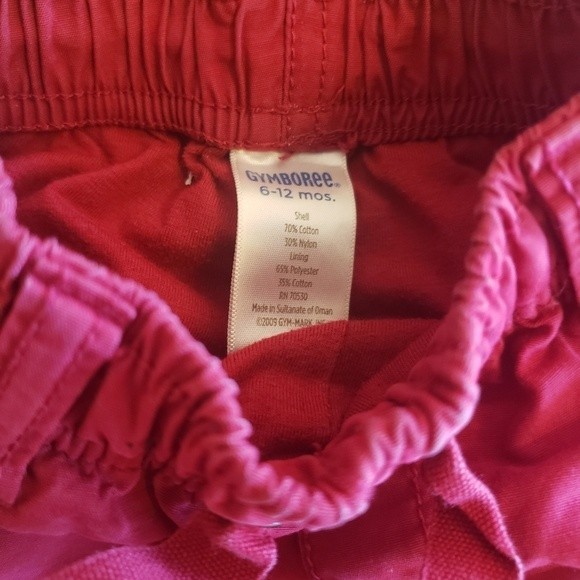 GYMBOREE®
6-12 mos.
Shell
70% Cotton
30% Nylon
Lining
65% Polyester
35% Cotton
RN 70530
Made in Sultanate of Oman
©2009 GYM-MARK, INC.